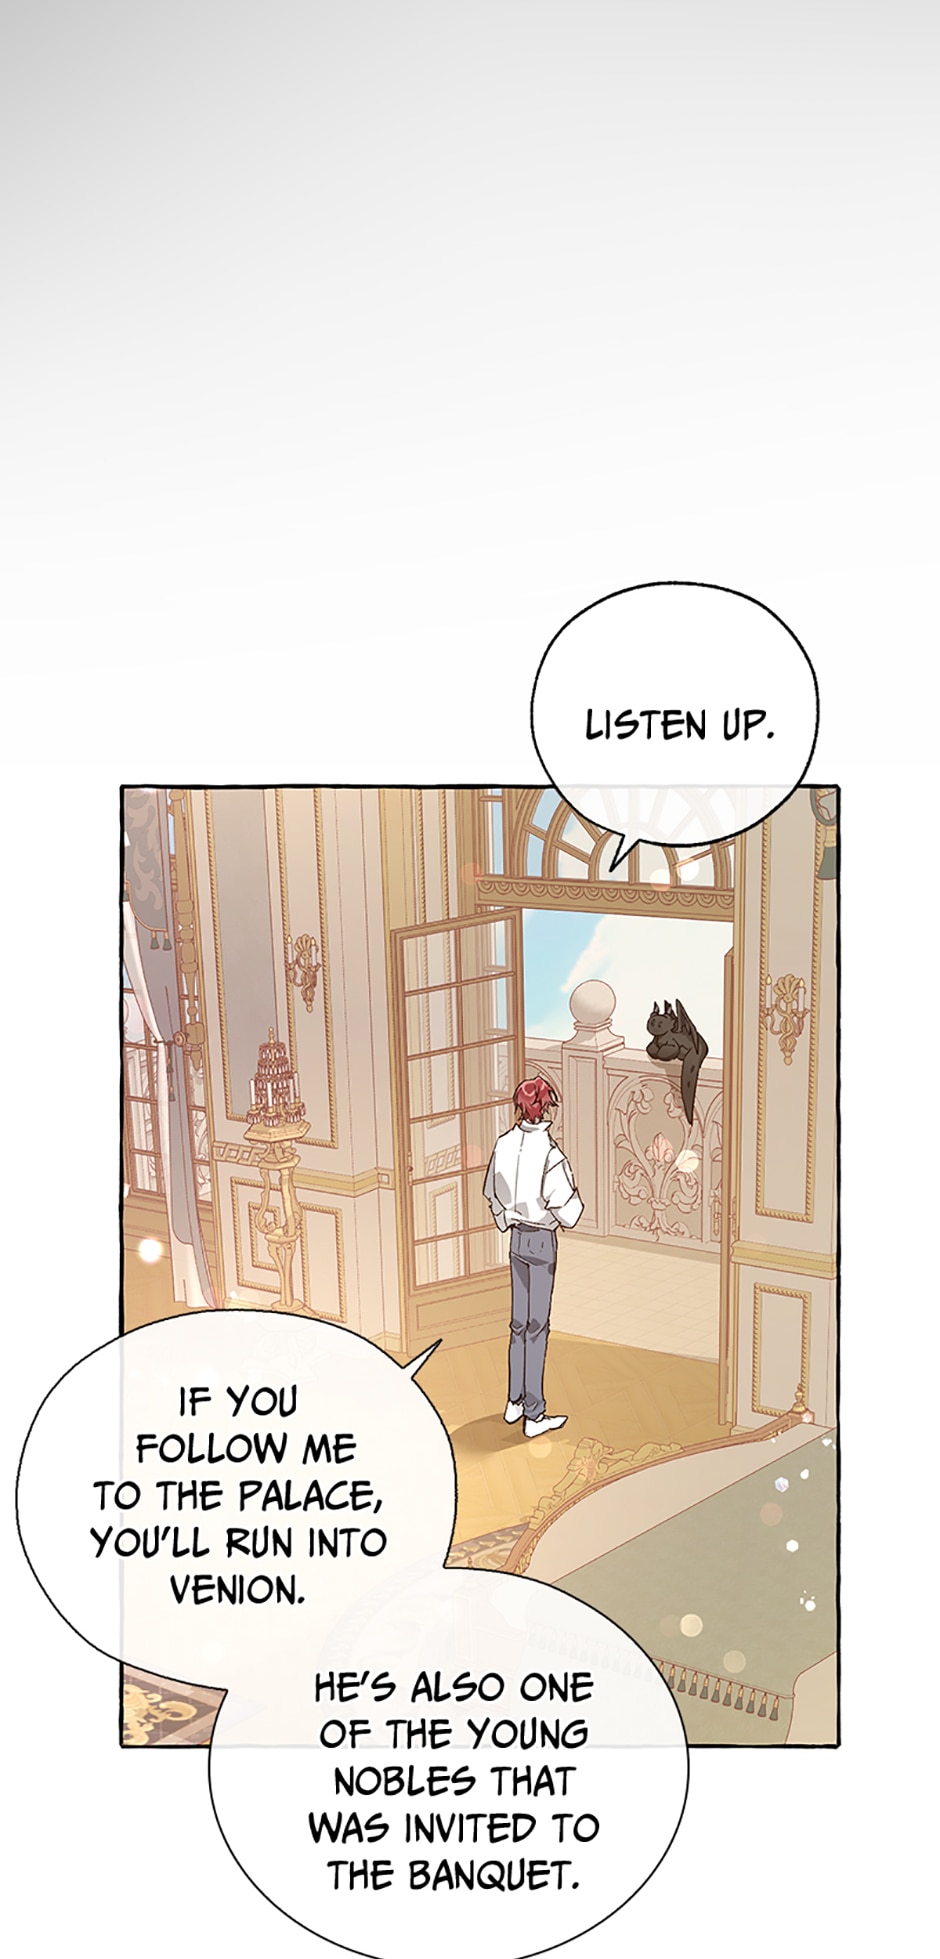 LISTEN UP.
IF YOU
FOLLOW ME
TO THE PALACE,
YOU'LL RUN INTO
VENION.
HE'S ALSO ONE
OF THE YOUNG
NOBLES THAT
WAS INVITED TO
THE BANQUET.